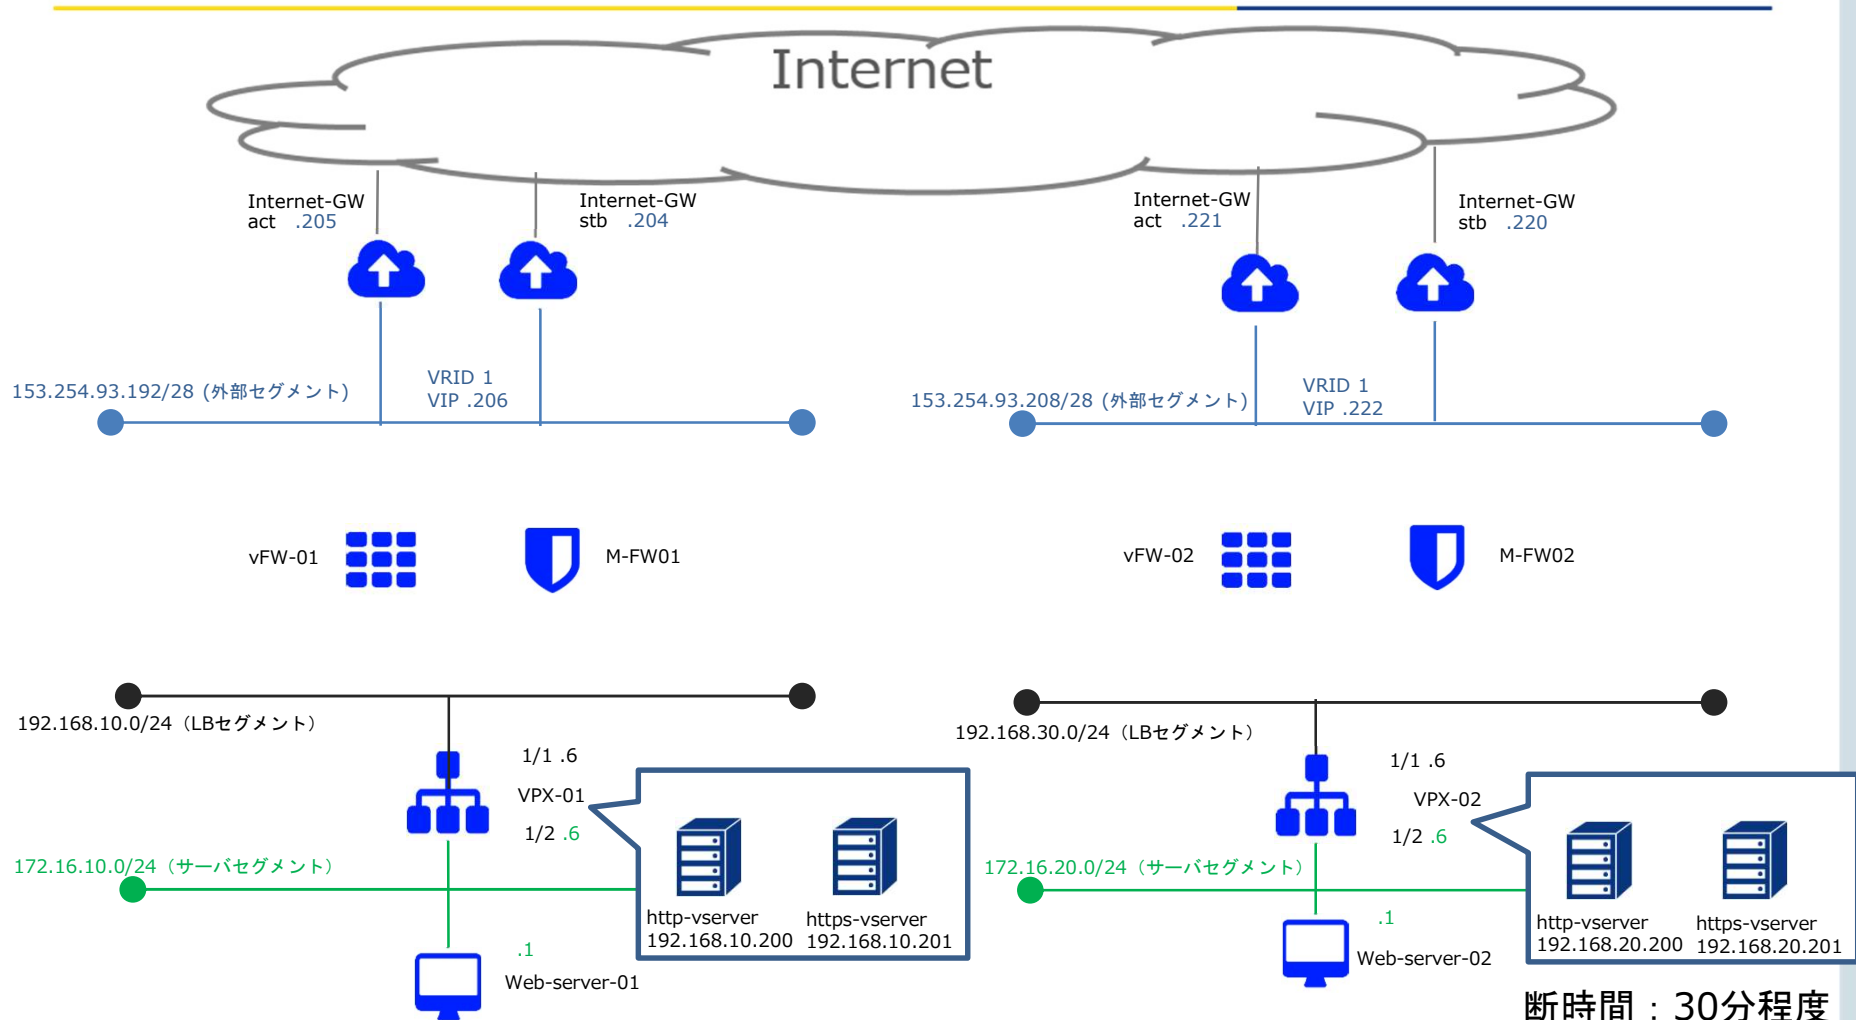 Internet
Internet-GW
act .205
Internet-GW
stb .204
Internet-GW
act .221
Internet-GW
stb .220
153.254.93.192/28 (外部セグメント)
VRID 1
VIP .206
153.254.93.208/28 (外部セグメント)
VRID 1
VIP .222
vFW-01
M-FW01
vFW-02
M-FW02
192.168.10.0/24（LBセグメント）
192.168.30.0/24（LBセグメント）
1/1 .6
VPX-01
1/2 .6
1/1 .6
VPX-02
1/2 .6
172.16.10.0/24（サーバセグメント）
172.16.20.0/24（サーバセグメント）
http-vserver
192.168.10.200
https-vserver
192.168.10.201
http-vserver
192.168.20.200
https-vserver
192.168.20.201
.1
Web-server-01
.1
Web-server-02
断時間：30分程度